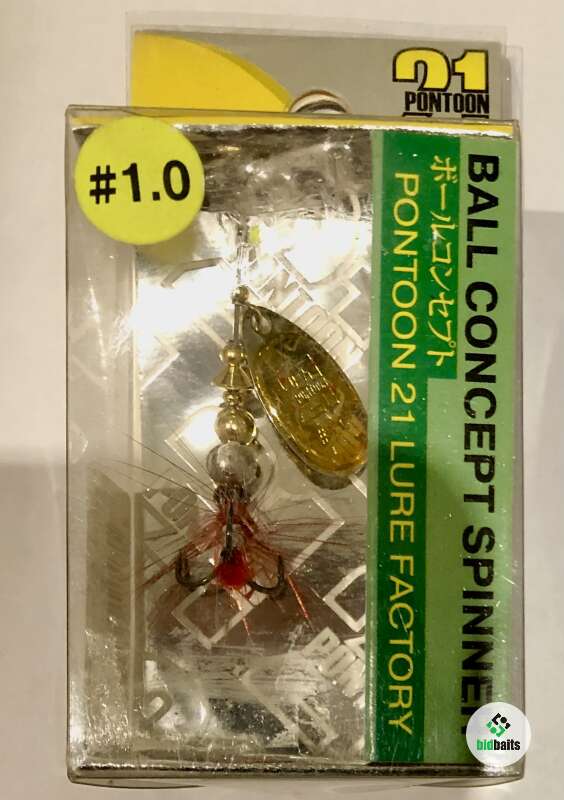 21
PONTOON
#1.0
BALL CONCEPT SPINNER
ボールコンセプト
PONTOON 21 LURE FACTORY
PONTOON
bidbaits